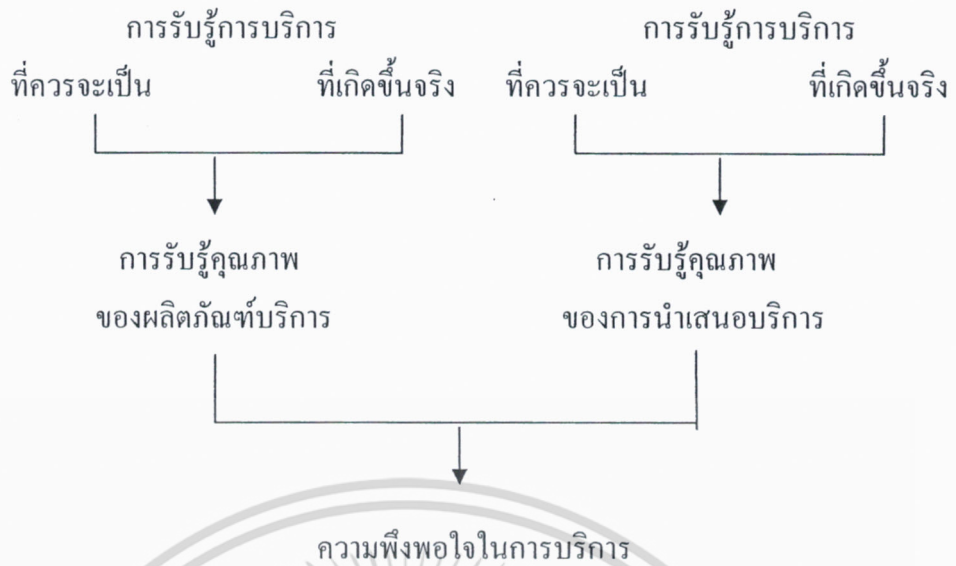 การรับรู้การบริการ การรับรู้การบริการ
ที่ควรจะเป็น ที่เกิดขึ้นจริง ที่ควรจะเป็น ที่เกิดขึ้นจริง
การรับรู้คุณภาพ การรับรู้คุณภาพ
ของผลิตภัณฑ์บริการ ของการนำเสนอบริการ
ความพึงพอใจในการบริการ